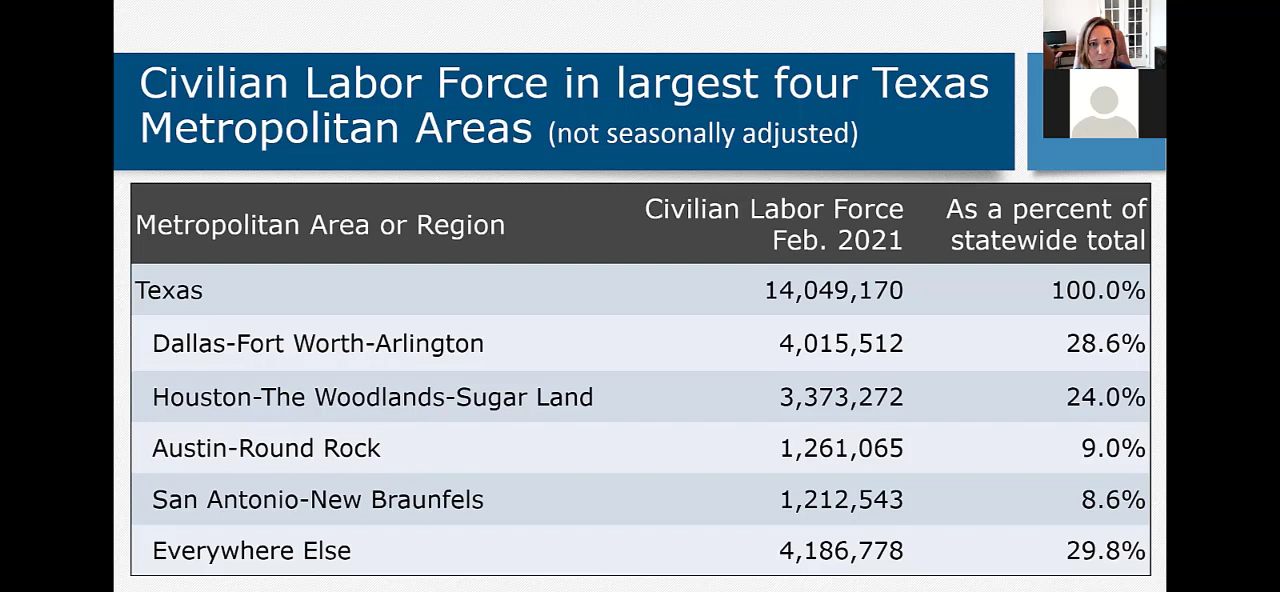 Civilian Labor Force in largest four Texas
Metropolitan Areas (not seasonally adjusted)
Metropolitan Area or Region
Civilian Labor Force
Feb. 2021
As a percent of
statewide total
Texas 14,049,170 100.0%
Dallas-Fort Worth-Arlington 4,015,512 28.6%
Houston-The Woodlands-Sugar Land 3,373,272 24.0%
Austin-Round Rock 1,261,065 9.0%
San Antonio-New Braunfels 1,212,543 8.6%
Everywhere Else 4,186,778 29.8%